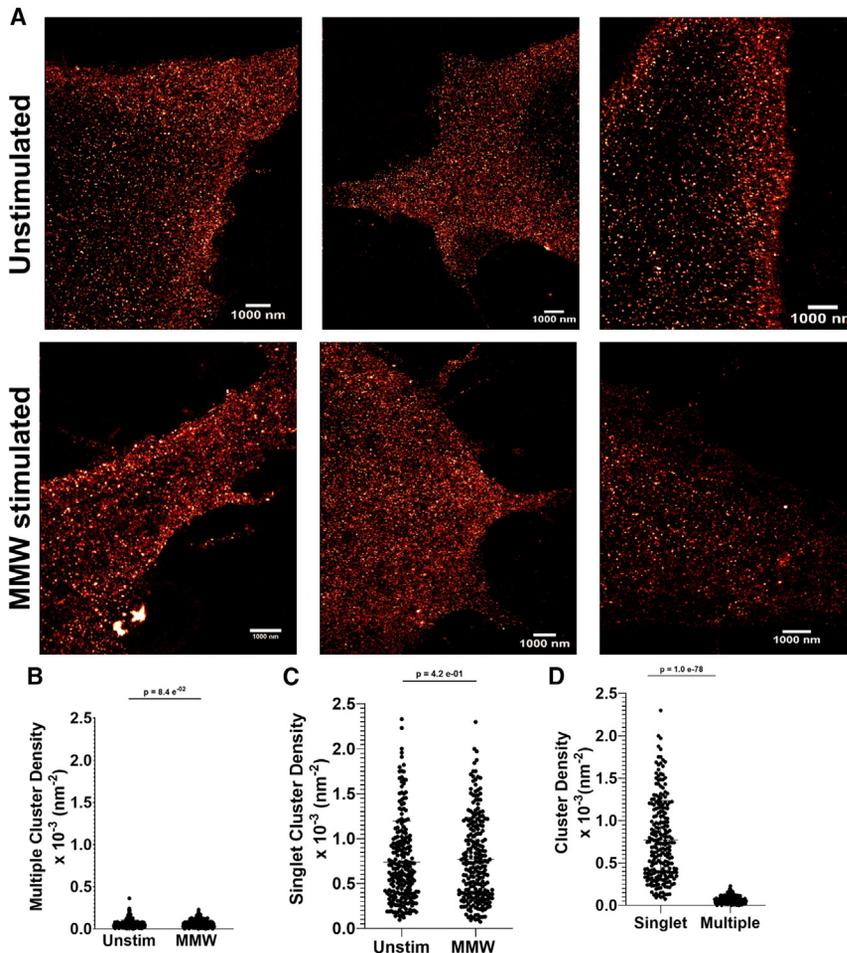 A
Unstimulated
1000 nm
1000 nm
1000 nm
MMW stimulated
1000 nm
1000 nm
1000 nm
B
p = 8.4 e-02
Multiple Cluster Density
x 10-3 (nm-2)
2.5
2.0
1.5
1.0
0.5
0.0
Unstim MMW
C
p = 4.2 e-01
Singlet Cluster Density
x 10-3 (nm-2)
2.5
2.0
1.5
1.0
0.5
0.0
Unstim MMW
D
p = 1.0 e-78
Cluster Density
x 10-3 (nm-2)
2.5
2.0
1.5
1.0
0.5
0.0
Singlet Multiple